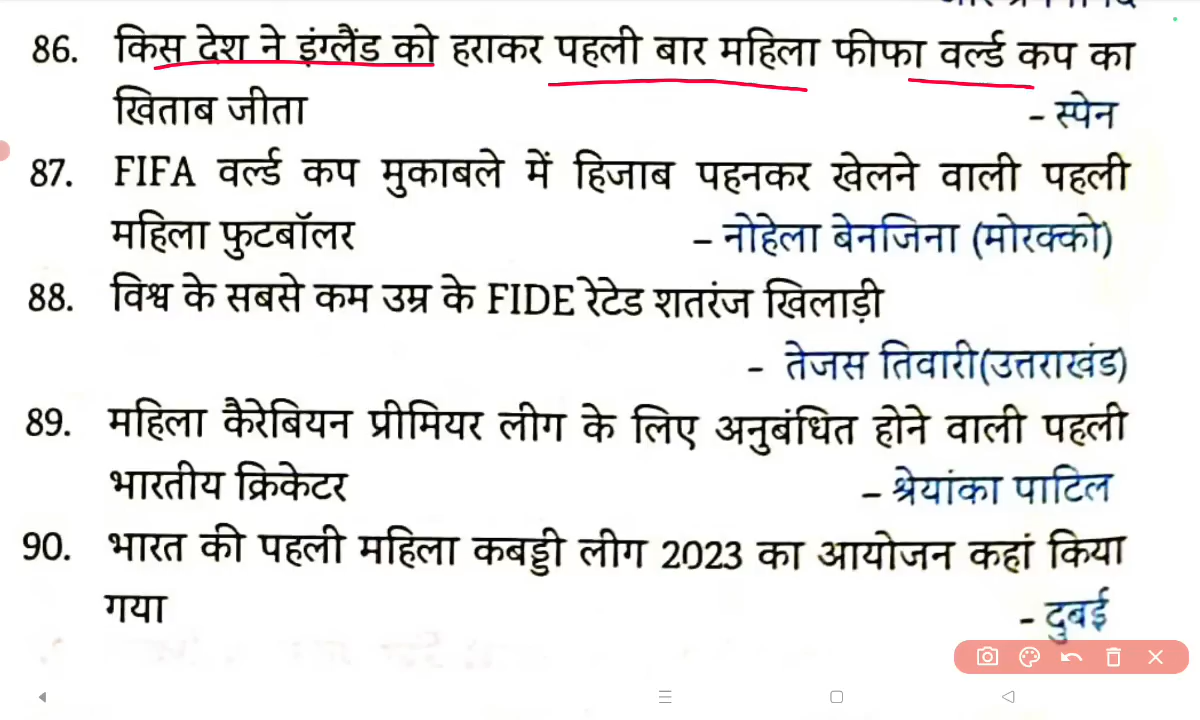 86. किस देश ने इंग्लैंड को हराकर पहली बार महिला फीफा वर्ल्ड कप का
खिताब जीता - स्पेन
87. FIFA वर्ल्ड कप मुकाबले में हिजाब पहनकर खेलने वाली पहली
महिला फुटबॉलर – नोहेला बेनजिना (मोरक्को)
88. विश्व के सबसे कम उम्र के FIDE रेटेड शतरंज खिलाड़ी
- तेजस तिवारी(उत्तराखंड)
89. महिला कैरेबियन प्रीमियर लीग के लिए अनुबंधित होने वाली पहली
भारतीय क्रिकेटर – श्रेयांका पाटिल
90. भारत की पहली महिला कबड्डी लीग 2023 का आयोजन कहां किया
गया - दुबई